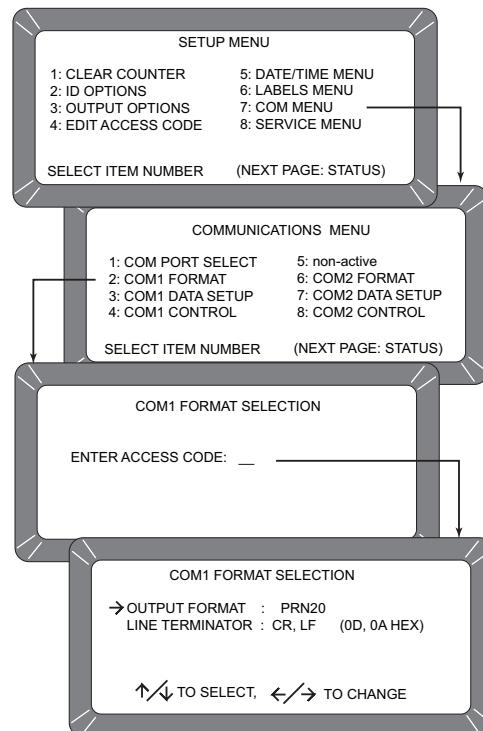 SETUP MENU
1: CLEAR COUNTER 5: DATE/TIME MENU
2: ID OPTIONS 6: LABELS MENU
3: OUTPUT OPTIONS 7: COM MENU
4: EDIT ACCESS CODE 8: SERVICE MENU
SELECT ITEM NUMBER (NEXT PAGE: STATUS)
COMMUNICATIONS MENU
1: COM PORT SELECT 5: non-active
2: COM1 FORMAT 6: COM2 FORMAT
3: COM1 DATA SETUP 7: COM2 DATA SETUP
4: COM1 CONTROL 8: COM2 CONTROL
SELECT ITEM NUMBER (NEXT PAGE: STATUS)
COM1 FORMAT SELECTION
ENTER ACCESS CODE: __
COM1 FORMAT SELECTION
→ OUTPUT FORMAT : PRN20
LINE TERMINATOR : CR, LF (0D, 0A HEX)
↑/↓ TO SELECT, ←/→ TO CHANGE